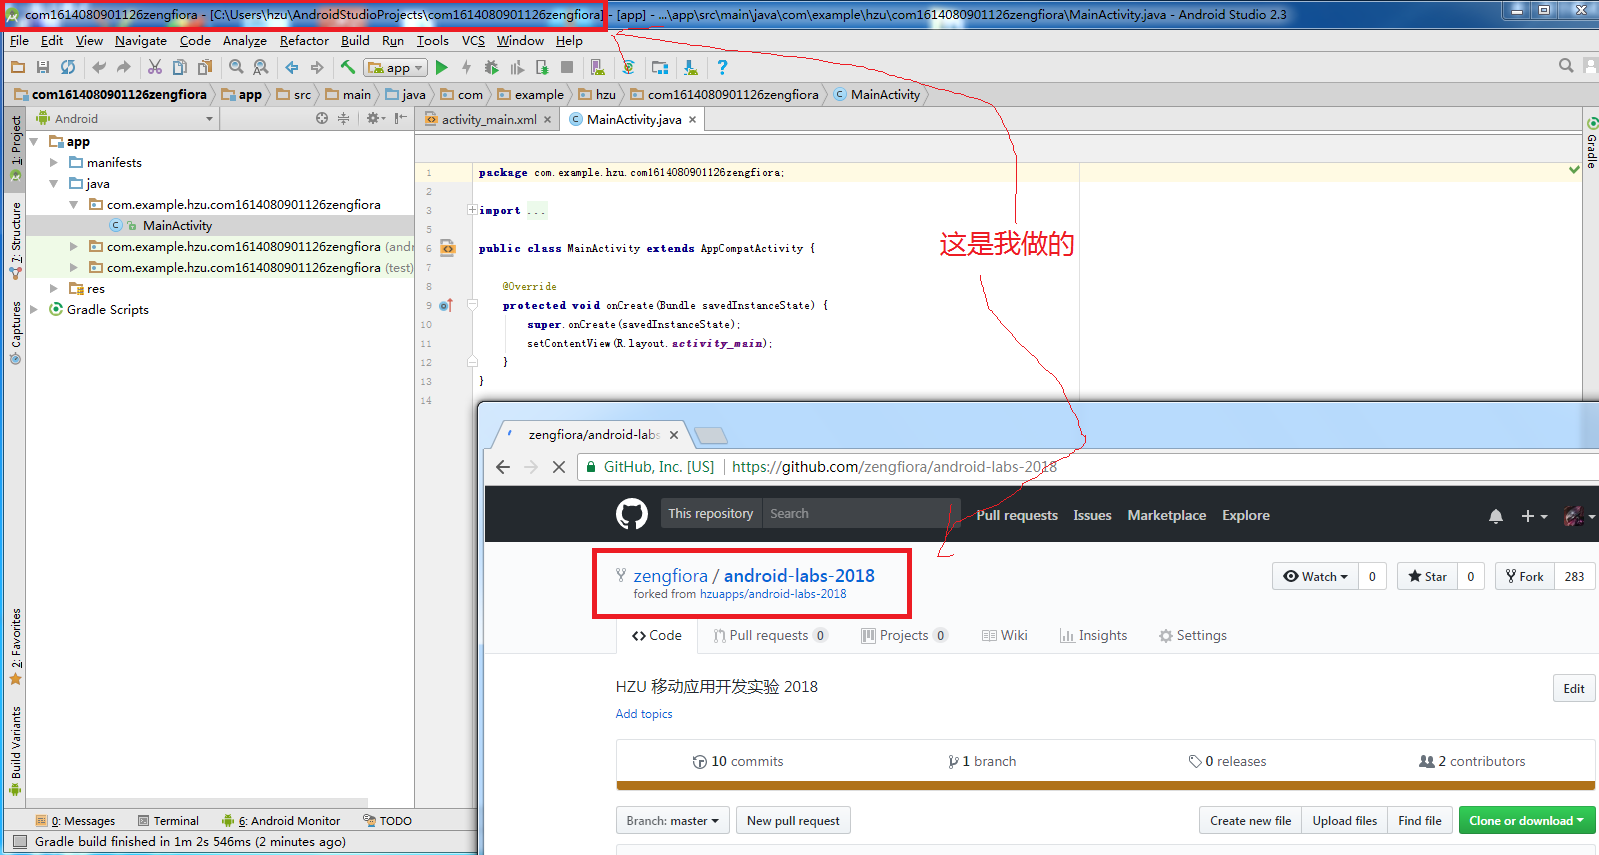 com1614080901126zengfiora - [C:\Users\hzu\AndroidStudioProjects\com1614080901126zengfiora] - [app] - ...\app\src\main\java\com\example\hzu\com1614080901126zengfiora\MainActivity.java - Android Studio 2.3
File Edit View Navigate Code Analyze Refactor Build Run Tools VCS Window Help
app
com1614080901126zengfiora app src main java com example hzu com1614080901126zengfiora MainActivity
Android
activity_main.xml MainActivity.java
1: Project
7: Structure
Captures
2: Favorites
Build Variants
Gradle
app
manifests
java
com.example.hzu.com1614080901126zengfiora
MainActivity
com.example.hzu.com1614080901126zengfiora (andr
com.example.hzu.com1614080901126zengfiora (test)
res
Gradle Scripts
1 package com.example.hzu.com1614080901126zengfiora;
2
3 import ...
5
6 public class MainActivity extends AppCompatActivity {
7
8 @Override
9 protected void onCreate(Bundle savedInstanceState) {
10 super.onCreate(savedInstanceState);
11 setContentView(R.layout.activity_main);
12 }
13 }
14
这是我做的
zengfiora/android-labs
GitHub, Inc. [US] https://github.com/zengfiora/android-labs-2018
This repository Search Pull requests Issues Marketplace Explore
zengfiora / android-labs-2018
forked from hzuapps/android-labs-2018
Watch 0 Star 0 Fork 283
Code Pull requests 0 Projects 0 Wiki Insights Settings
HZU 移动应用开发实验 2018
Edit
Add topics
10 commits 1 branch 0 releases 2 contributors
Branch: master New pull request Create new file Upload files Find file Clone or download
0: Messages Terminal 6: Android Monitor TODO
Gradle build finished in 1m 2s 546ms (2 minutes ago)